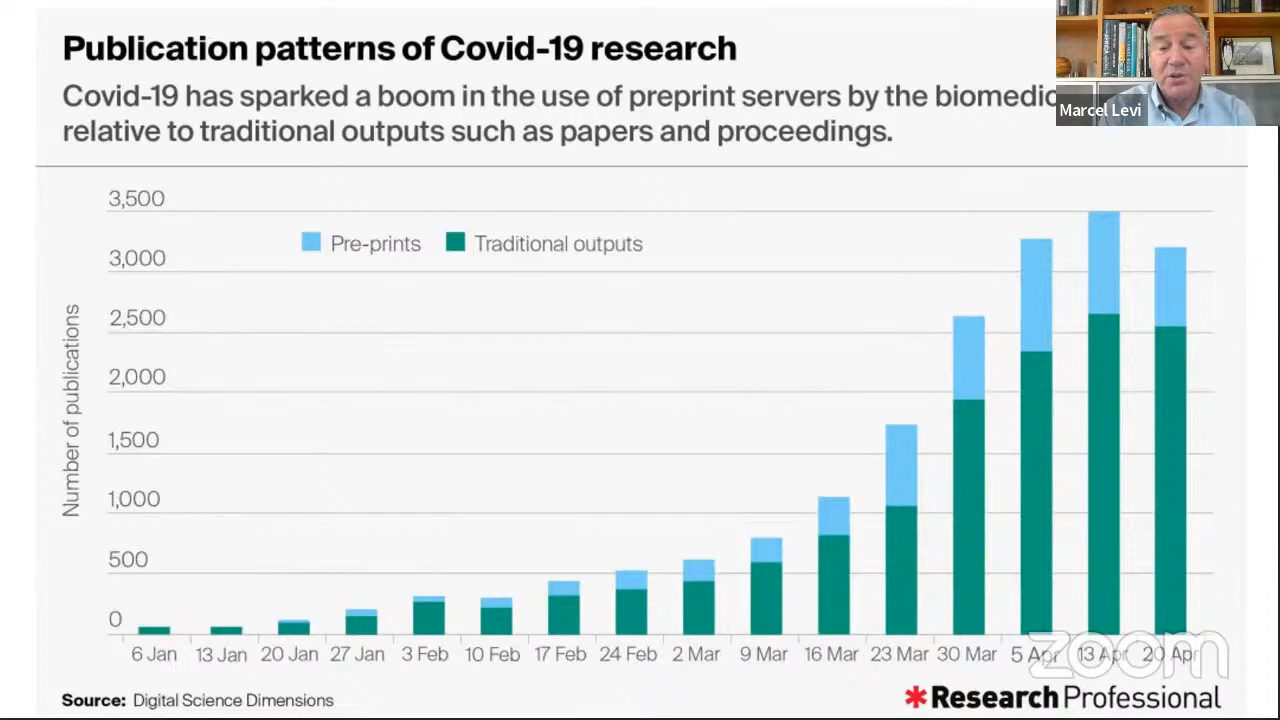 Publication patterns of Covid-19 research
Covid-19 has sparked a boom in the use of preprint servers by the biomedic
relative to traditional outputs such as papers and proceedings.
Marcel Levi
3,500
Pre-prints Traditional outputs
3,000
2,500
2,000
1,500
1,000
500
0
Number of publications
6 Jan 13 Jan 20 Jan 27 Jan 3 Feb 10 Feb 17 Feb 24 Feb 2 Mar 9 Mar 16 Mar 23 Mar 30 Mar 5 Apr 13 Apr 20 Apr
zoom
Source: Digital Science Dimensions
*Research Professional